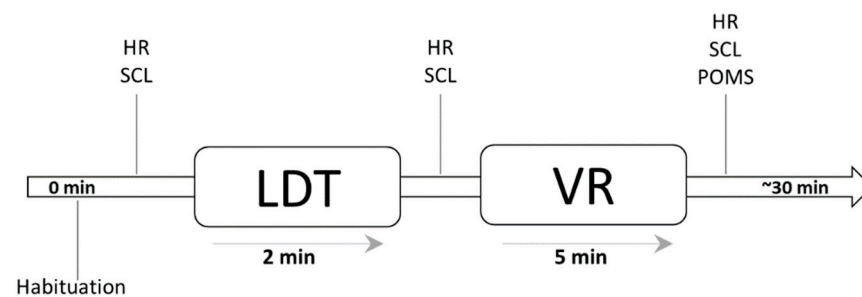 HR
SCL
HR
SCL
HR
SCL
POMS
0 min
LDT
VR
~30 min
2 min
5 min
Habituation